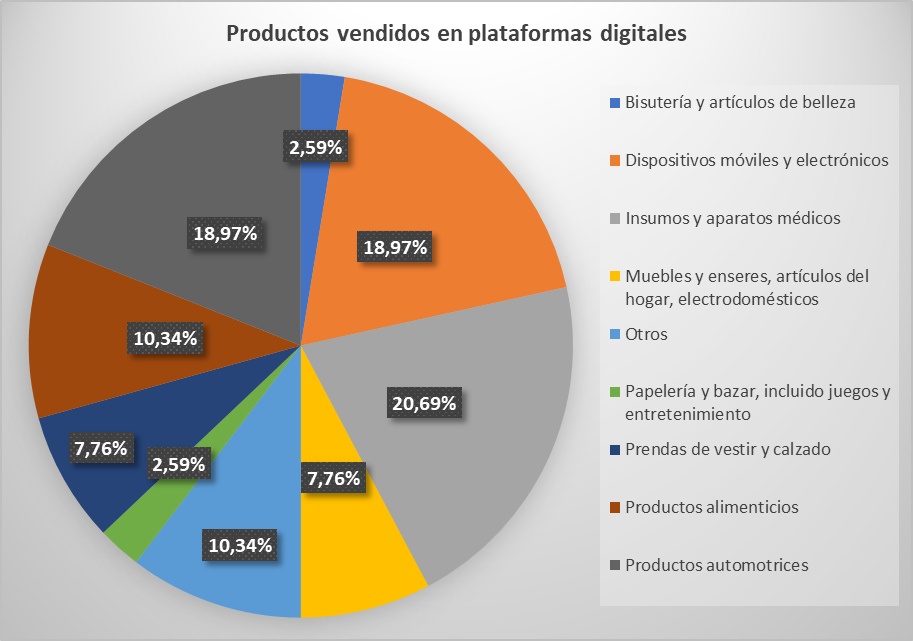 Productos vendidos en plataformas digitales
2,59%
18,97%
20,69%
7,76%
10,34%
2,59%
7,76%
10,34%
18,97%
Bisutería y artículos de belleza
Dispositivos móviles y electrónicos
Insumos y aparatos médicos
Muebles y enseres, artículos del
hogar, electrodomésticos
Otros
Papelería y bazar, incluido juegos y
entretenimiento
Prendas de vestir y calzado
Productos alimenticios
Productos automotrices